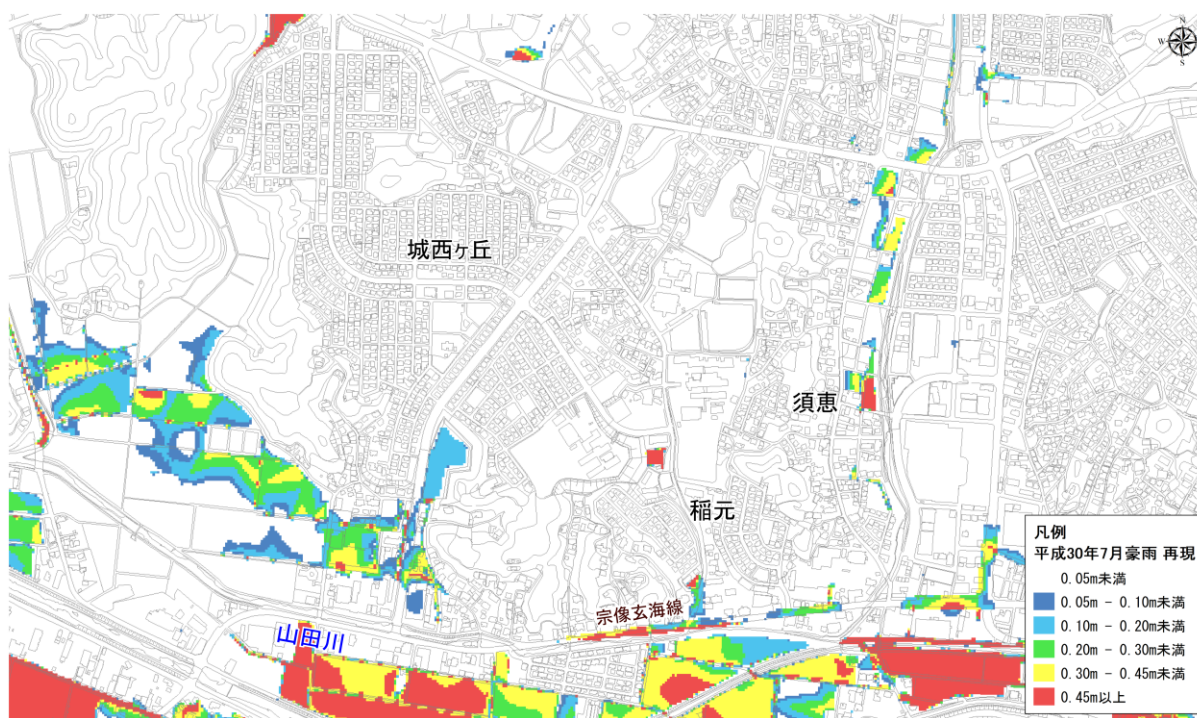 N
W
E
S
城西ヶ丘
須恵
稲元
宗像玄海線
山田川
凡例
平成30年7月豪雨 再現
0.05m未満
0.05m - 0.10m未満
0.10m - 0.20m未満
0.20m - 0.30m未満
0.30m - 0.45m未満
0.45m以上